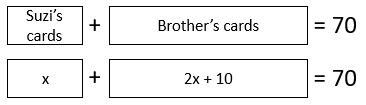 Suzi’s cards + Brother’s cards = 70
x + 2x + 10 = 70